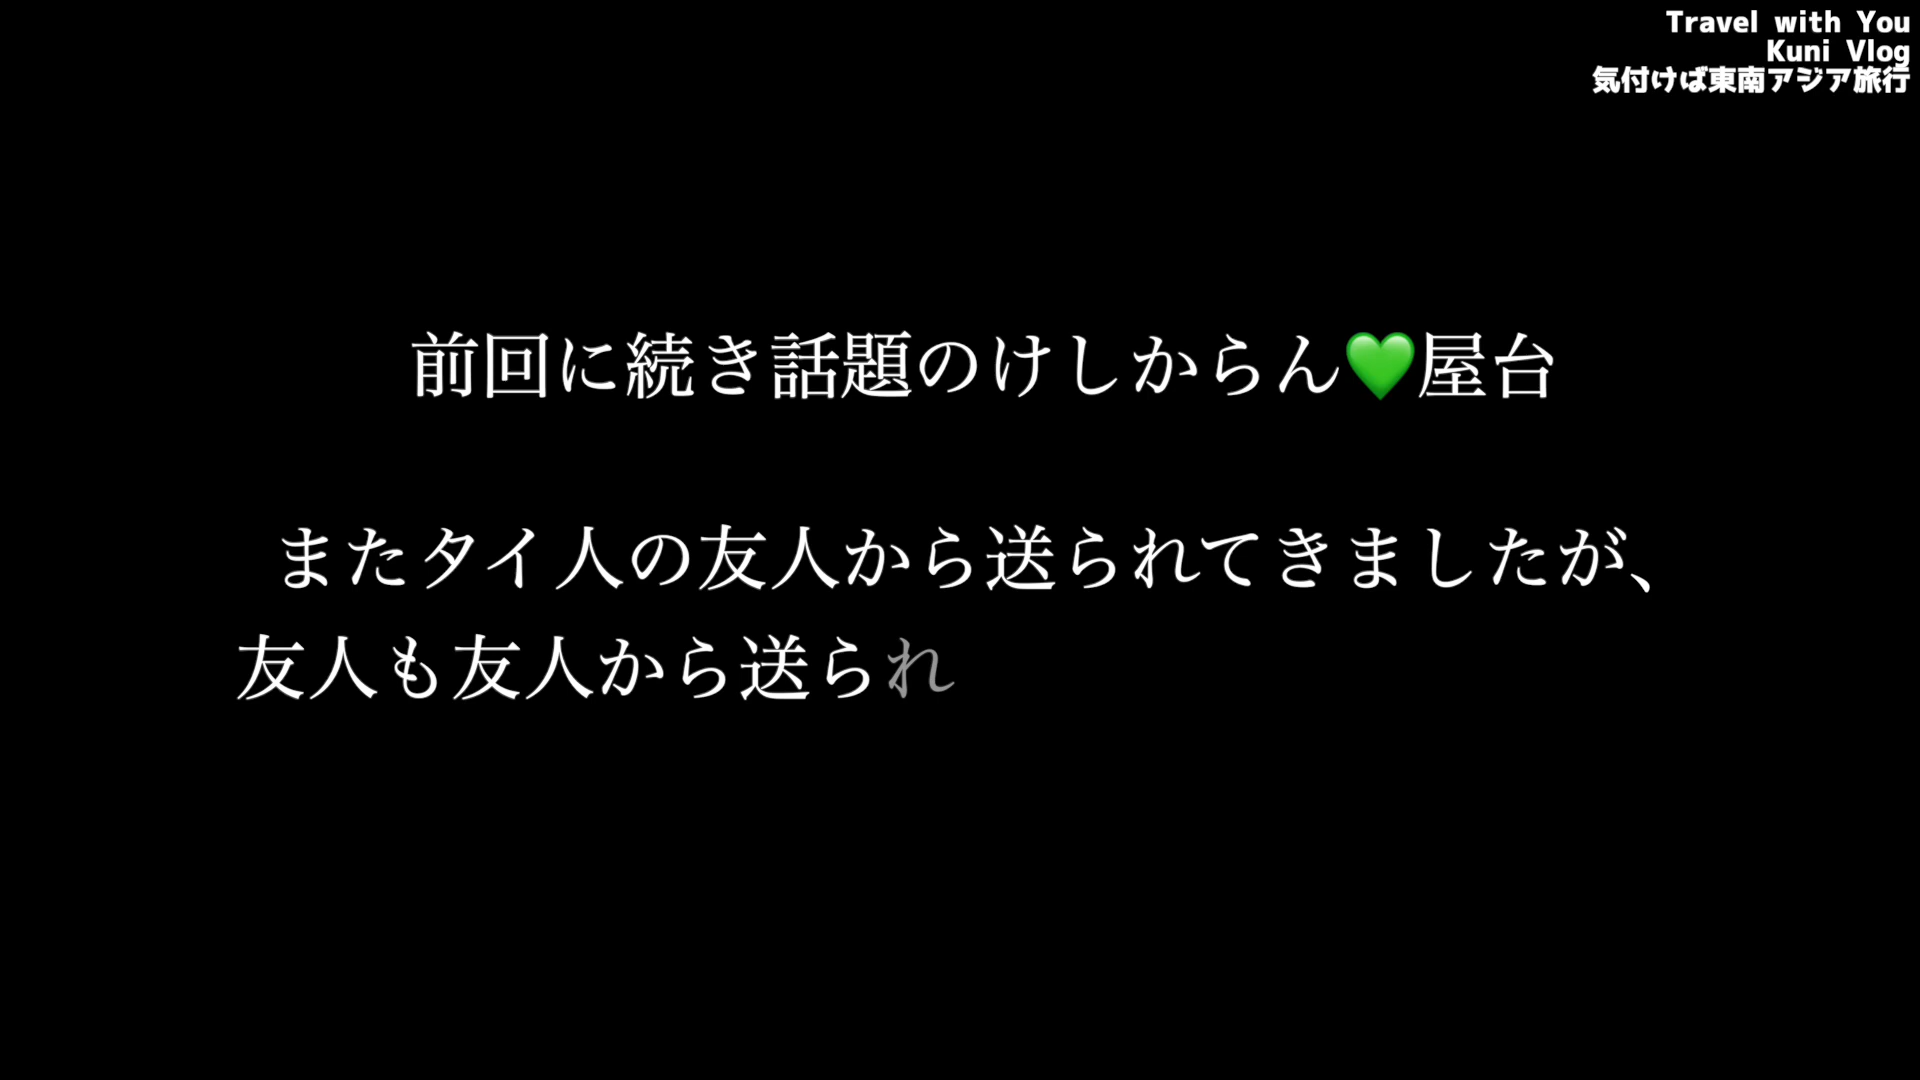 Travel with You
Kuni Vlog
気付けば東南アジア旅行
前回に続き話題のけしからん💚屋台
またタイ人の友人から送られてきましたが、
友人も友人から送られ